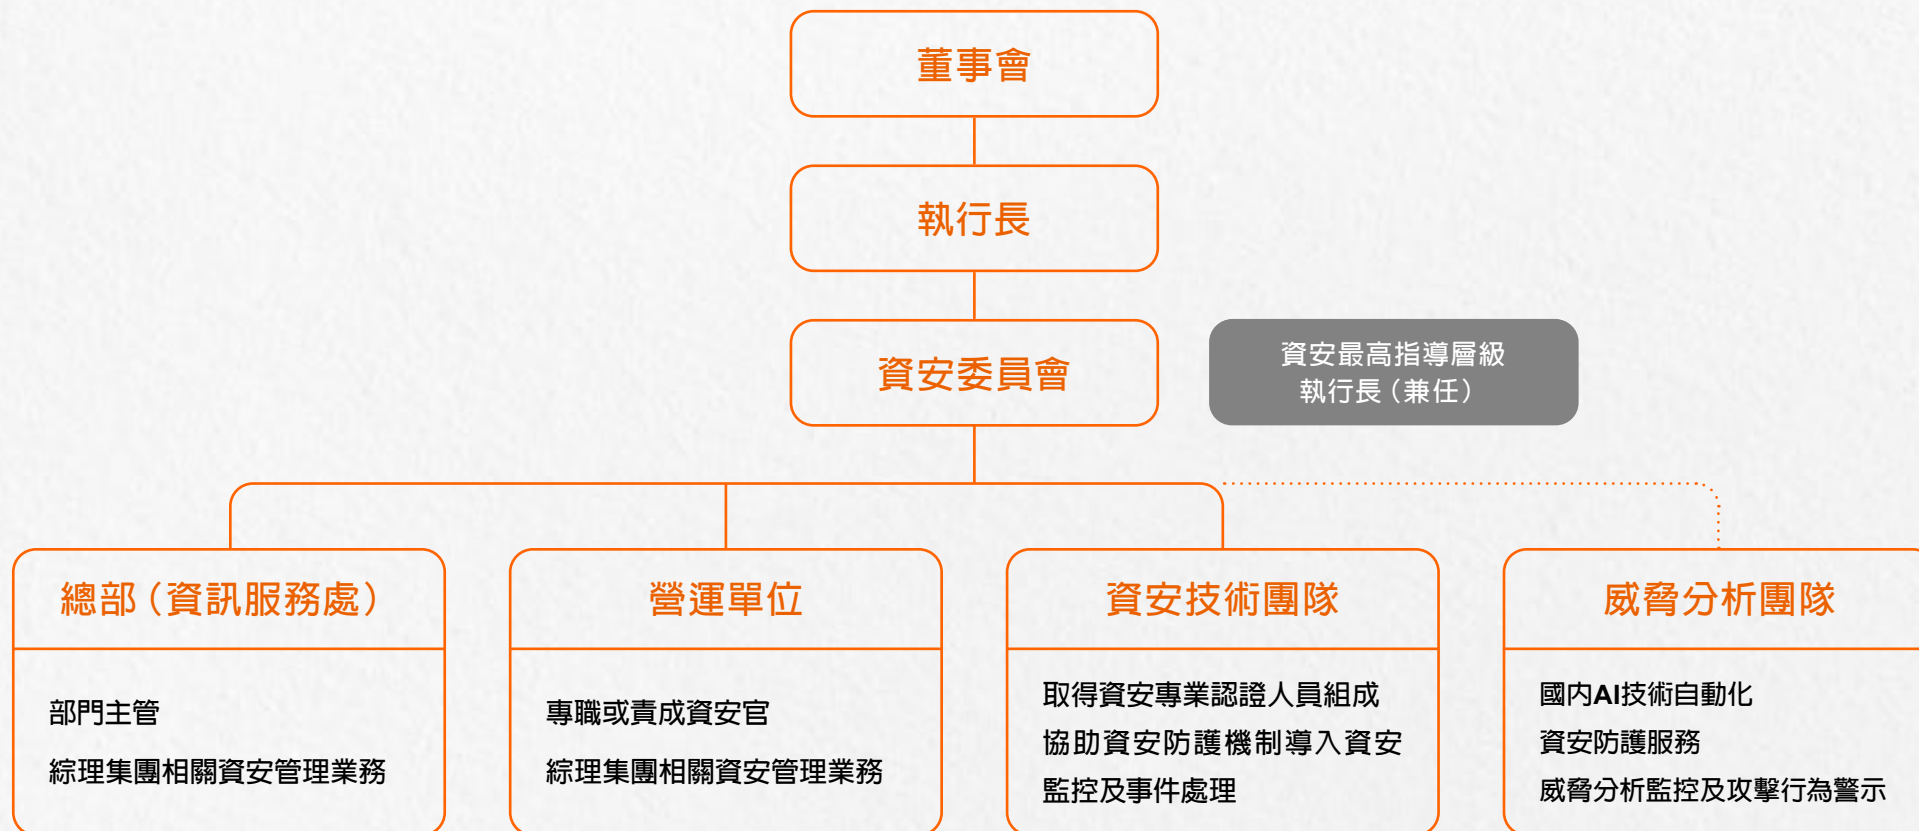 董事會
執行長
資安委員會
資安最高指導層級
執行長（兼任）
總部（資訊服務處）
部門主管
綜理集團相關資安管理業務
營運單位
專職或責成資安官
綜理集團相關資安管理業務
資安技術團隊
取得資安專業認證人員組成
協助資安防護機制導入資安
監控及事件處理
威脅分析團隊
國内AI技術自動化
資安防護服務
威脅分析監控及攻擊行為警示